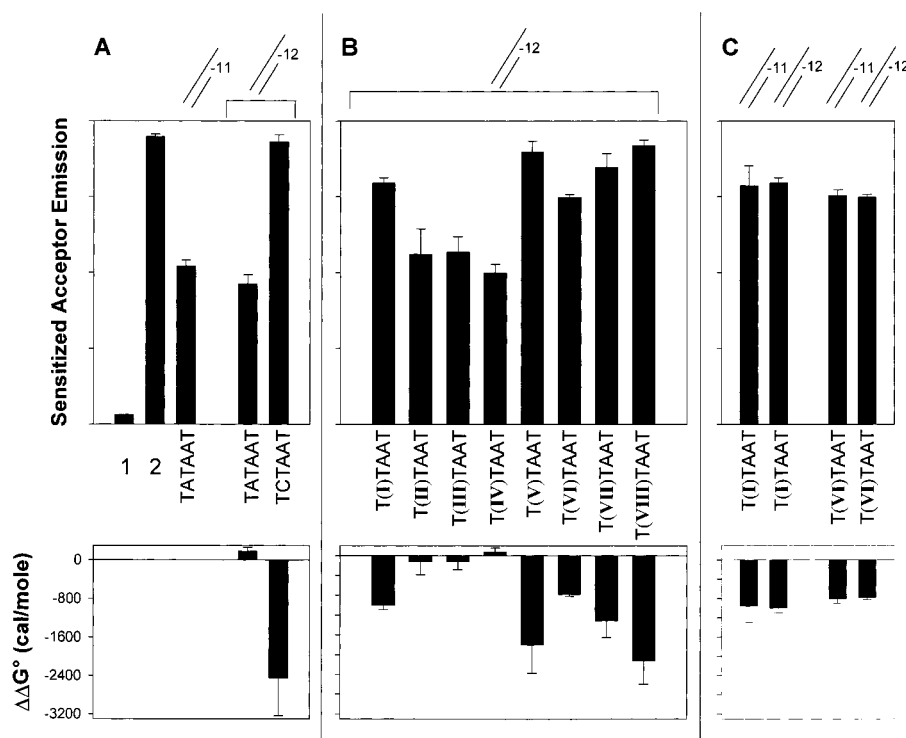 A B C
-11 -12 -12 -11 -12 -11 -12
Sensitized Acceptor Emission
1 2 TATAAT TATAAT TCTAAT
T(I)TAAT T(II)TAAT T(III)TAAT T(IV)TAAT T(V)TAAT T(VI)TAAT T(VII)TAAT T(VIII)TAAT
T(I)TAAT T(I)TAAT T(VI)TAAT T(VI)TAAT
ΔΔG° (cal/mole)
0
-800
-1600
-2400
-3200